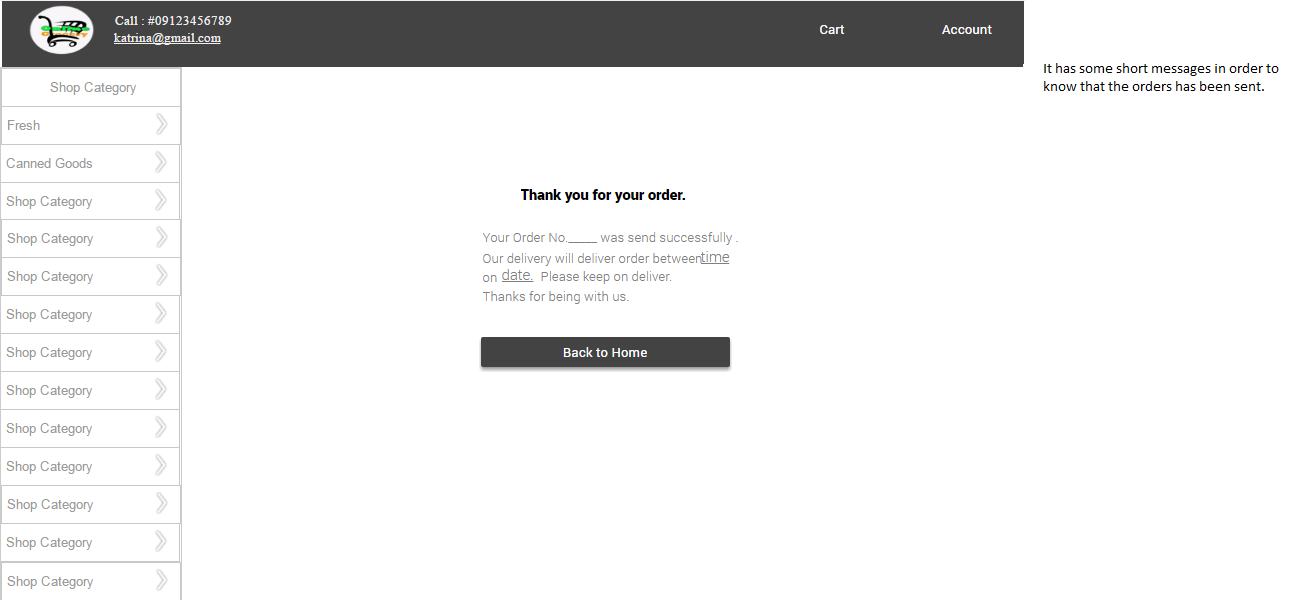 Call : #09123456789
katrina@gmail.com
Cart
Account
It has some short messages in order to
know that the orders has been sent.
Shop Category
Fresh
Canned Goods
Shop Category
Shop Category
Shop Category
Shop Category
Shop Category
Shop Category
Shop Category
Shop Category
Shop Category
Shop Category
Shop Category
Thank you for your order.
Your Order No._____ was send successfully .
Our delivery will deliver order between time
on date. Please keep on deliver.
Thanks for being with us.
Back to Home